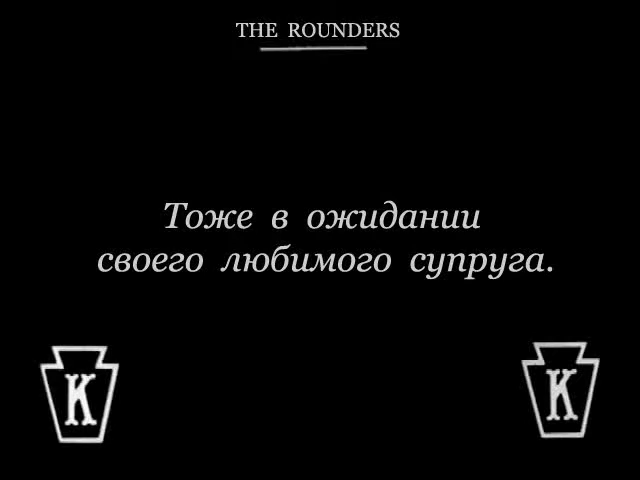 THE ROUNDERS
Тоже в ожидании
своего любимого супруга.
K K